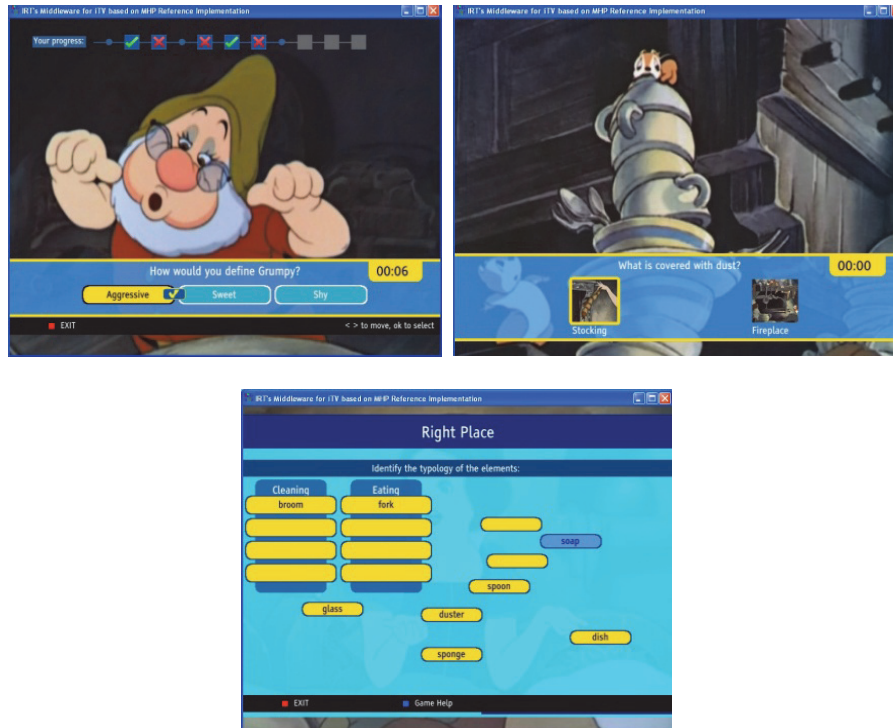 IRT's Middleware for iTV based on MHP Reference Implementation
Your progress:
How would you define Grumpy?
00:06
Aggressive Sweet Shy
EXIT
< > to move, ok to select
IRT's Middleware for iTV based on MHP Reference Implementation
What is covered with dust?
00:00
Stocking Fireplace
IRT's Middleware for iTV based on MHP Reference Implementation
Right Place
Identify the typology of the elements:
Cleaning Eating
broom fork
soap
spoon
glass
duster
dish
sponge
EXIT Game Help